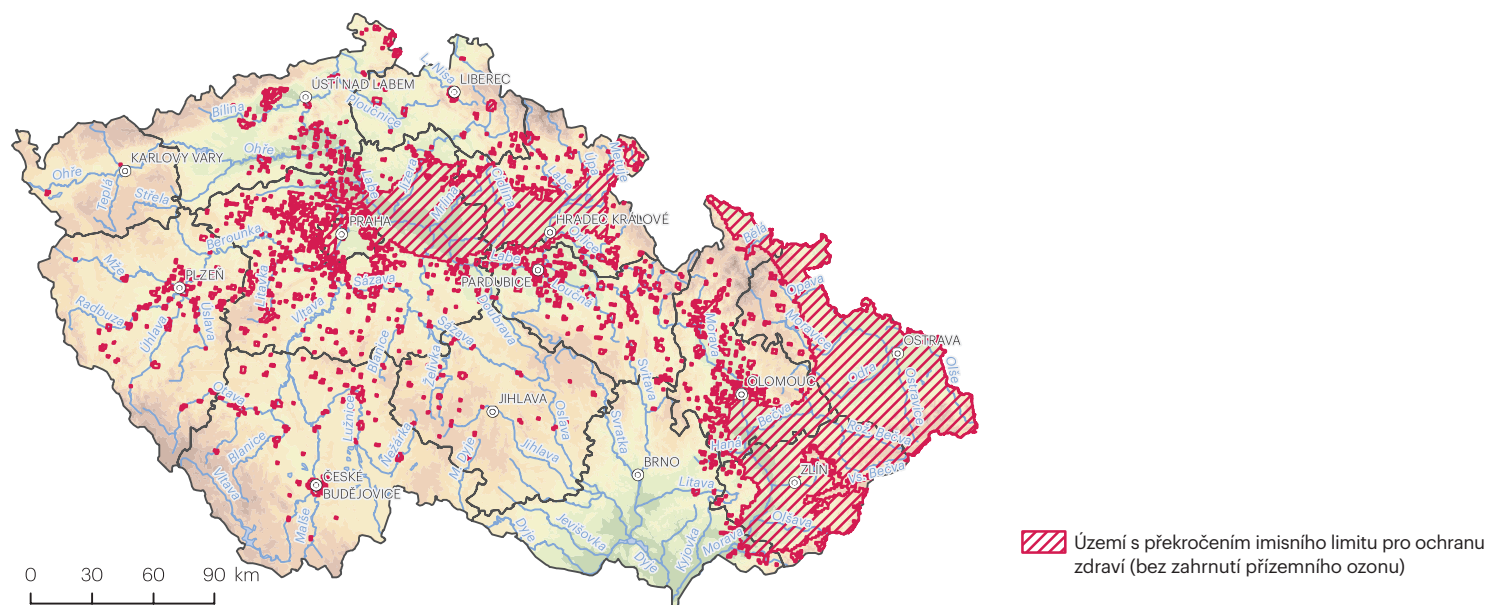 L. Nisa
LIBEREC
ÚSTÍ NAD LABEM
Ploučnice
Bílina
Ohře
KARLOVY VARY
Ohře
Teplá
Střela
Labe
Jizera
Mrlina
Cidlina
Labe
Úpa
Metuje
PRAHA
HRADEC KRÁLOVÉ
Orlice
Berounka
Labe
PARDUBICE
Loučná
Mže
PLZEŇ
Litavka
Sázava
Vltava
Doubrava
Radbuza
Úhlava
Úslava
Sázava
Blanice
Želivka
Bělá
Opava
Moravice
Morava
OSTRAVA
Odra
Ostravice
Olše
OLOMOUC
Bečva
Rož. Bečva
Vs. Bečva
Haná
ZLÍN
Olšava
Otava
Lužnice
Blanice
Vltava
Nežárka
JIHLAVA
M. Dyje
Jihlava
Oslava
Svratka
Svitava
BRNO
Litava
ČESKÉ
BUDĚJOVICE
Malše
Dyje
Jevišovka
Dyje
Kyjovka
Morava
Území s překročením imisního limitu pro ochranu
zdraví (bez zahrnutí přízemního ozonu)
0 30 60 90 km